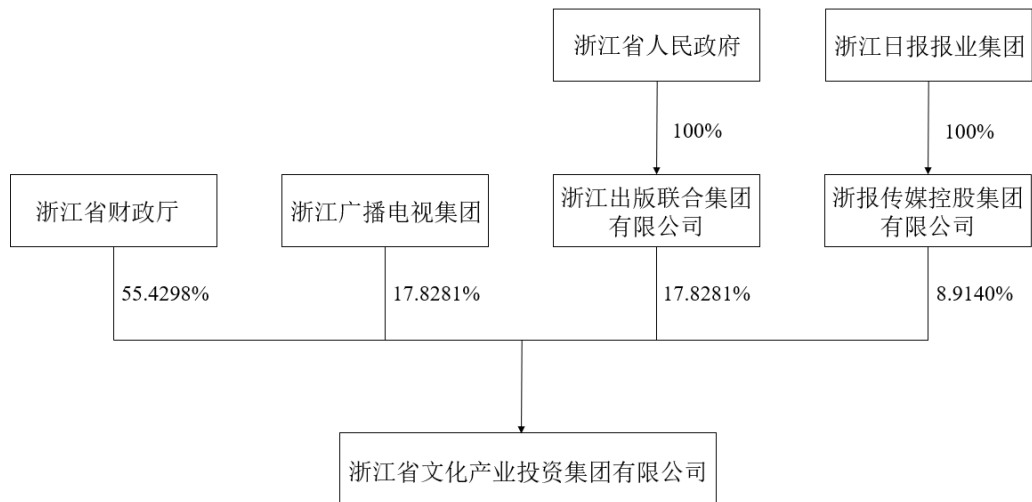 浙江省人民政府
浙江日报报业集团
100%
100%
浙江省财政厅
浙江广播电视集团
浙江出版联合集团
有限公司
浙报传媒控股集团
有限公司
55.4298%
17.8281%
17.8281%
8.9140%
浙江省文化产业投资集团有限公司